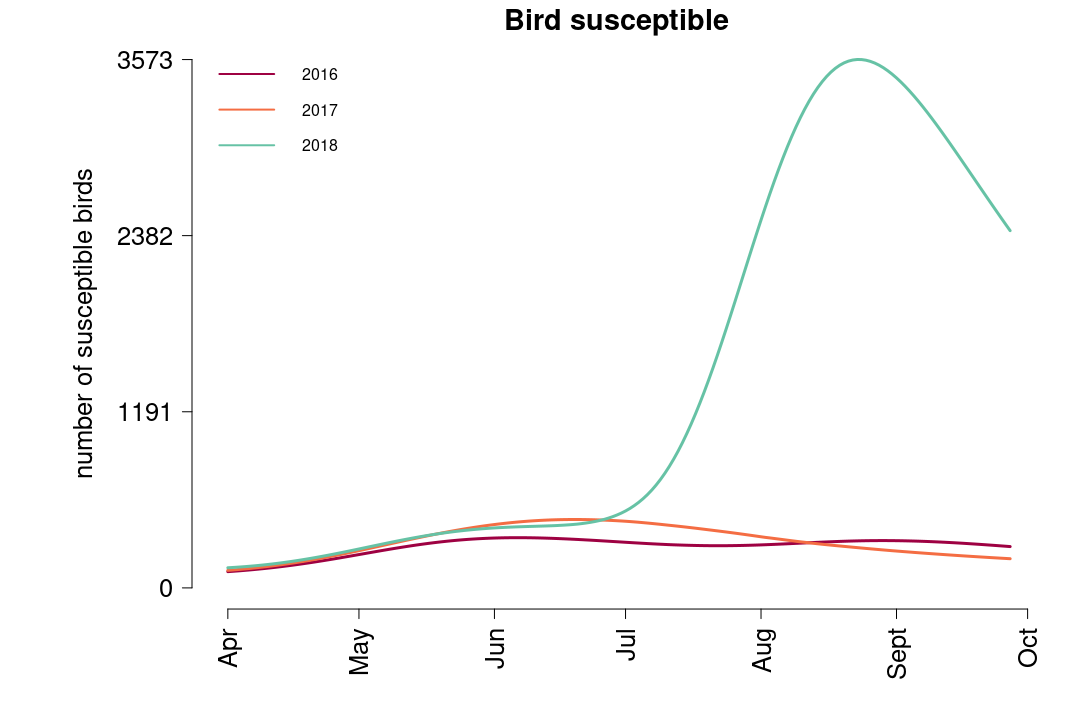 Bird susceptible
2016
2017
2018
number of susceptible birds
3573
2382
1191
0
Apr
May
Jun
Jul
Aug
Sept
Oct